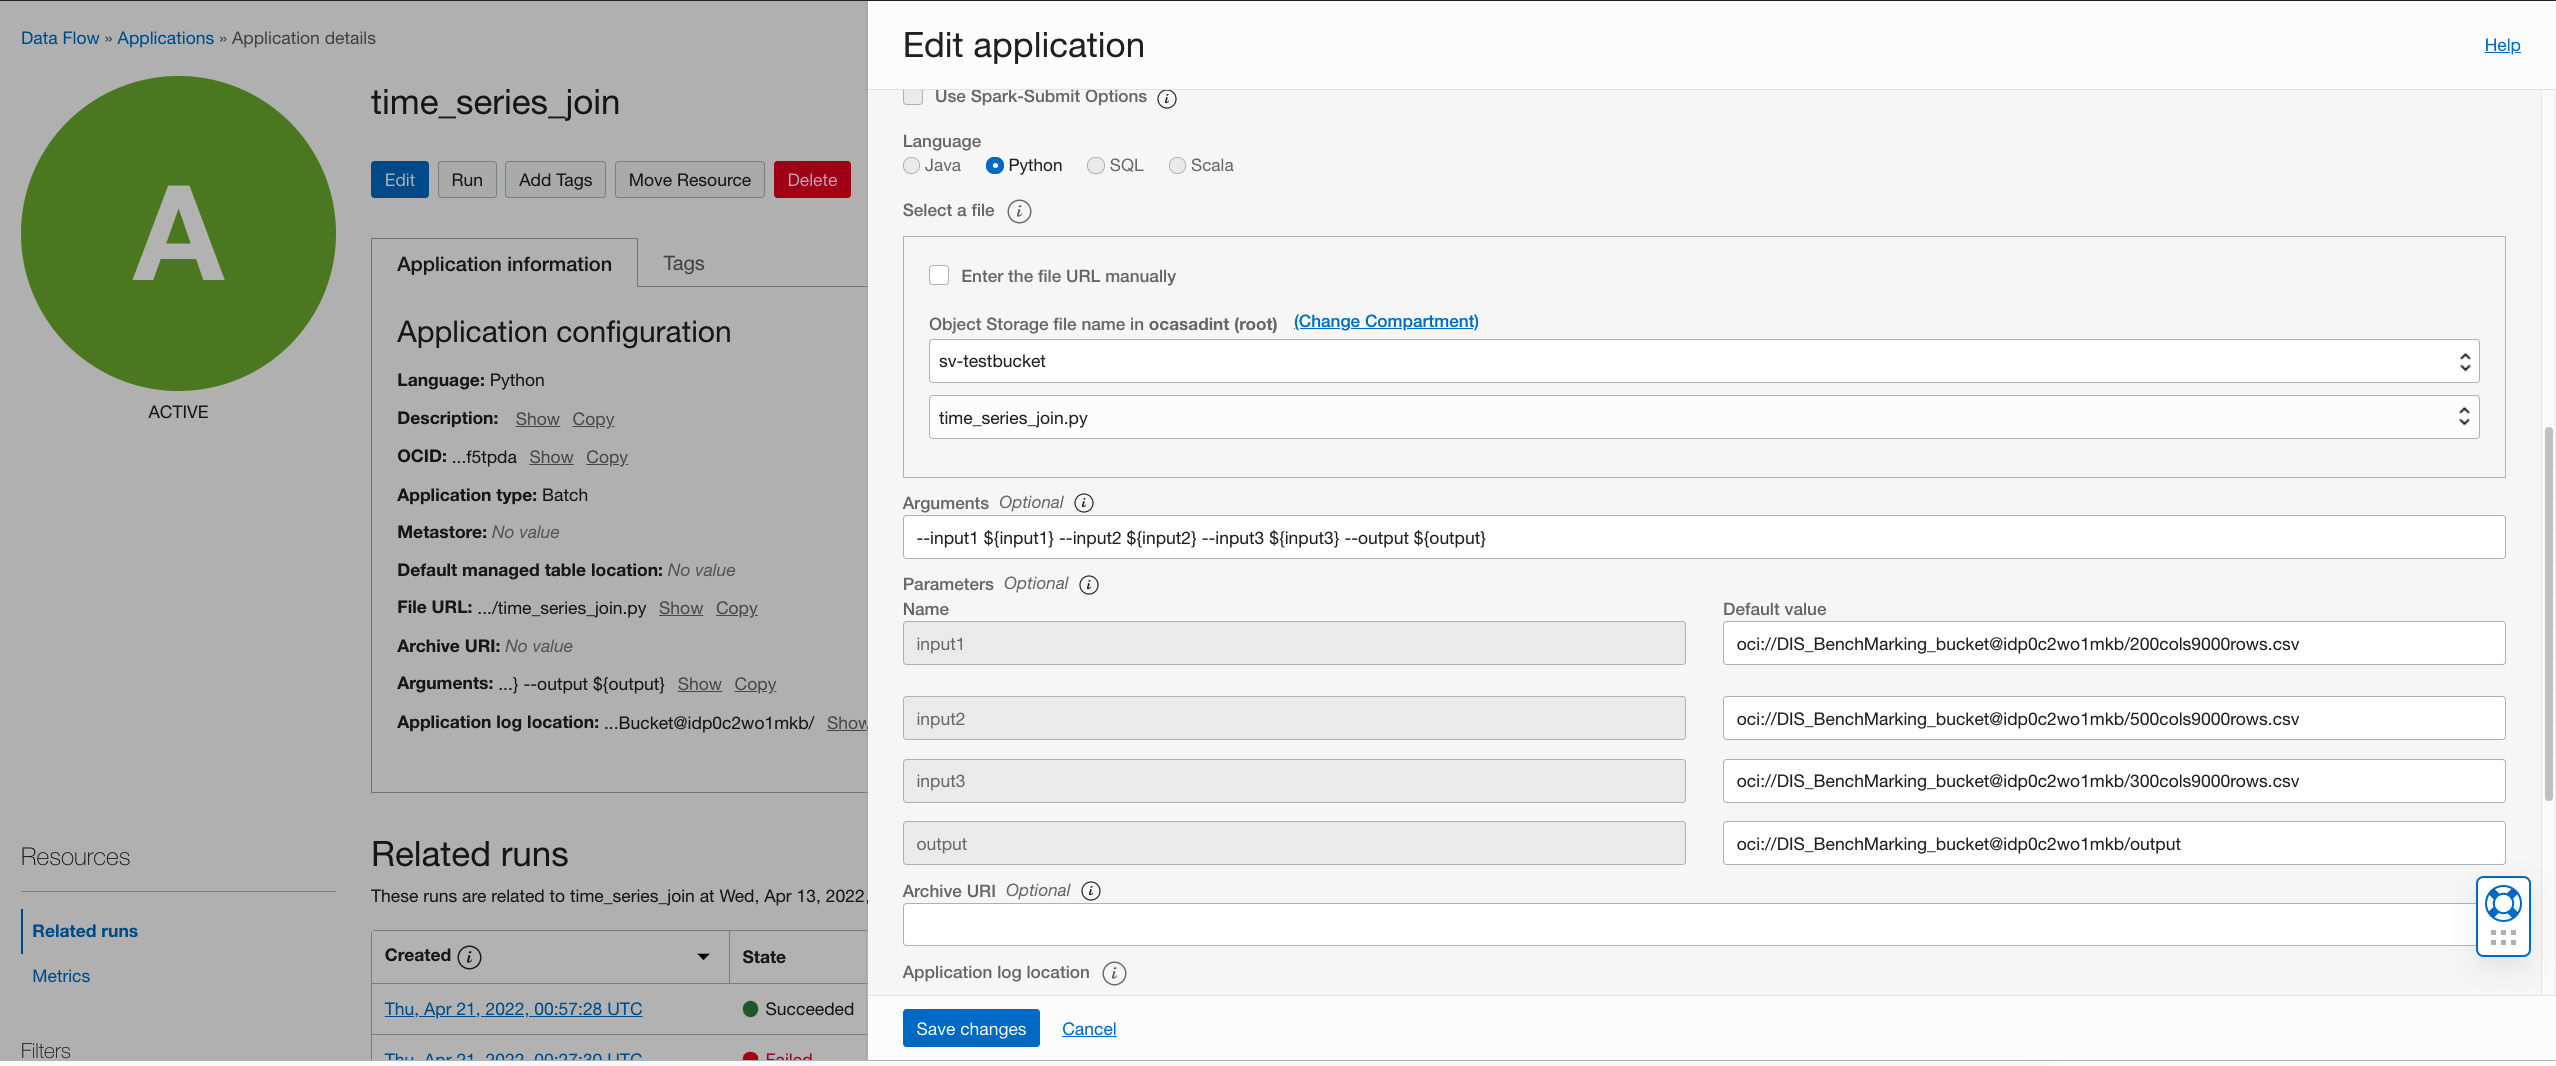 Data Flow » Applications » Application details
A
ACTIVE
time_series_join
Edit Run Add Tags Move Resource Delete
Application information Tags
Application configuration
Language: Python
Description: Show Copy
OCID: ...f5tpda Show Copy
Application type: Batch
Metastore: No value
Default managed table location: No value
File URL: .../time_series_join.py Show Copy
Archive URI: No value
Arguments: ...} --output ${output} Show Copy
Application log location: ...Bucket@idp0c2wo1mkb/ Show
Resources
Related runs
Metrics
Filters
Related runs
These runs are related to time_series_join at Wed, Apr 13, 2022,
Created i State
Thu, Apr 21, 2022, 00:57:28 UTC Succeeded
Thu, Apr 21, 2022, 00:27:30 UTC Failed
Edit application
Help
Use Spark-Submit Options i
Language
Java Python SQL Scala
Select a file i
Enter the file URL manually
Object Storage file name in ocasadint (root) (Change Compartment)
sv-testbucket
time_series_join.py
Arguments Optional i
--input1 ${input1} --input2 ${input2} --input3 ${input3} --output ${output}
Parameters Optional i
Name Default value
input1 oci://DIS_BenchMarking_bucket@idp0c2wo1mkb/200cols9000rows.csv
input2 oci://DIS_BenchMarking_bucket@idp0c2wo1mkb/500cols9000rows.csv
input3 oci://DIS_BenchMarking_bucket@idp0c2wo1mkb/300cols9000rows.csv
output oci://DIS_BenchMarking_bucket@idp0c2wo1mkb/output
Archive URI Optional i
Application log location i
Save changes Cancel